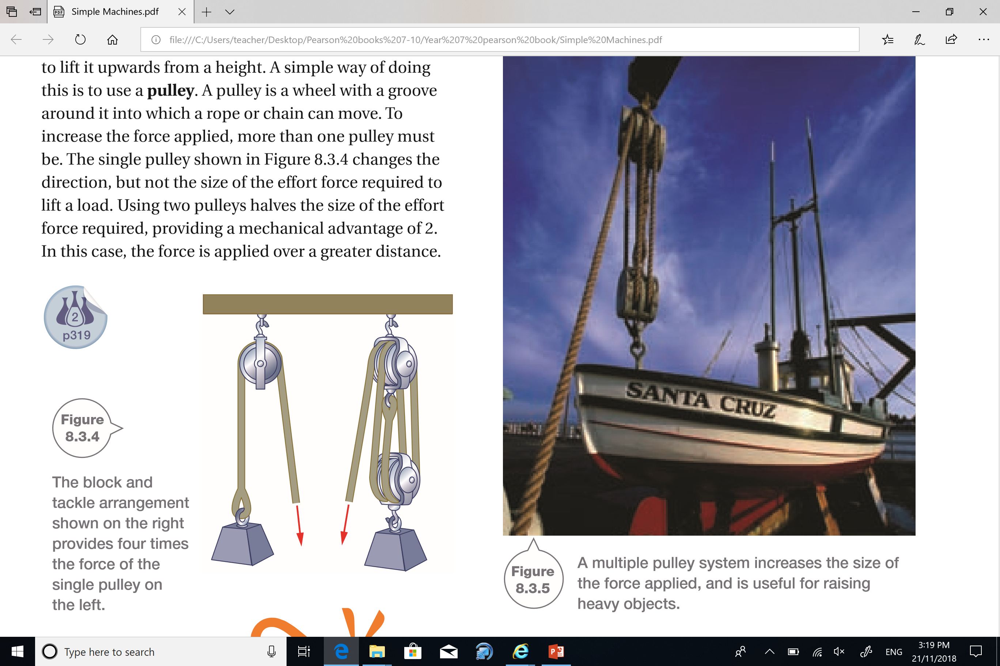 Simple Machines.pdf
file:///C:/Users/teacher/Desktop/Pearson%20books%207-10/Year%207%20pearson%20book/Simple%20Machines.pdf
to lift it upwards from a height. A simple way of doing
this is to use a pulley. A pulley is a wheel with a groove
around it into which a rope or chain can move. To
increase the force applied, more than one pulley must
be. The single pulley shown in Figure 8.3.4 changes the
direction, but not the size of the effort force required to
lift a load. Using two pulleys halves the size of the effort
force required, providing a mechanical advantage of 2.
In this case, the force is applied over a greater distance.
2
p319
Figure
8.3.4
The block and
tackle arrangement
shown on the right
provides four times
the force of the
single pulley on
the left.
SANTA CRUZ
Figure
8.3.5
A multiple pulley system increases the size of
the force applied, and is useful for raising
heavy objects.
Type here to search
ENG
3:19 PM
21/11/2018